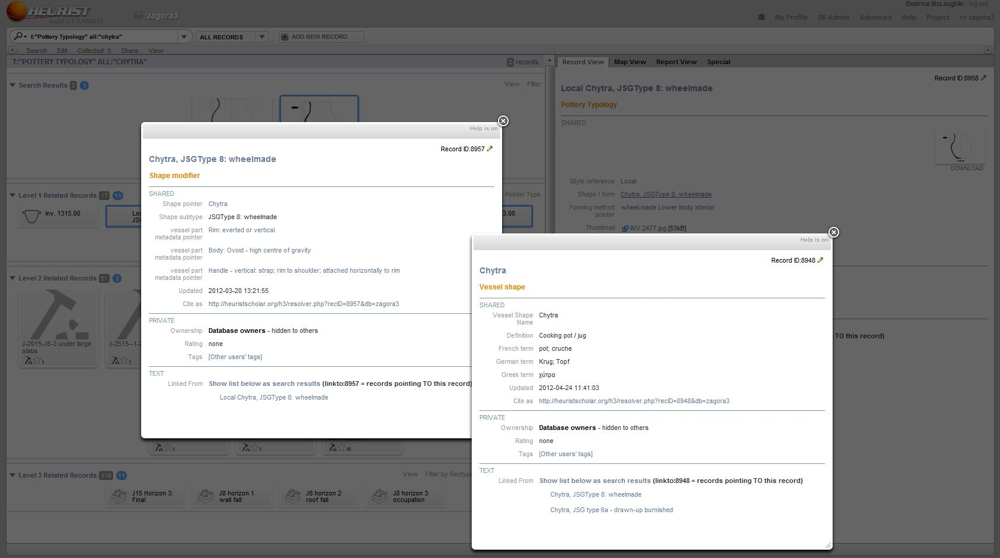 HEURIST
build 3.1.0.190312
zagora3
Beatrice McLoughlin : log out
My Profile DB Admin Advanced Help Project >> zagora3
t:"Pottery Typology" all:"chytra"
ALL RECORDS
ADD NEW RECORD
Search Edit Collected: 0 Share View
T:"POTTERY TYPOLOGY" ALL:"CHYTRA"
2 records
Search Results 2 1
View Filter
Level 1 Related Records 17 11
Pointer Type
inv. 1315.00
3.00
Level 2 Related Records 51 2
J-2015-J8-3 under large
slabs
1
1
1
1
16
Level 3 Related Records 318 11
View Filter by Rectype
J15 Horizon 3:
Final
J8 horizon 1
wall fall
J8 horizon 2
roof fall
J8 horizon 3
occupation
Record View Map View Report View Special
Record ID:8958
Local Chytra, JSGType 8: wheelmade
Pottery Typology
SHARED
DOWNLOAD
Style reference Local
Shape / form Chytra, JSGType 8: wheelmade
Forming method
pointer
wheel-made Lower body interior
Thumbnail INV 2477.jpg [53kB]
TO this record)
Help is on
Record ID:8957
Chytra, JSGType 8: wheelmade
Shape modifier
SHARED
Shape pointer Chytra
Shape subtype JSGType 8: wheelmade
vessel part
metadata pointer
Rim: everted or vertical
vessel part
metadata pointer
Body: Ovoid - high centre of gravity
vessel part
metadata pointer
Handle - vertical: strap; rim to shoulder; attached horizontally to rim
Updated 2012-03-20 13:21:55
Cite as http://heuristscholar.org/h3/resolver.php?recID=8957&db=zagora3
PRIVATE
Ownership Database owners - hidden to others
Rating none
Tags [Other users' tags]
TEXT
Linked From Show list below as search results (linkto:8957 = records pointing TO this record)
Local Chytra, JSGType 8: wheelmade
Help is on
Record ID:8948
Chytra
Vessel shape
SHARED
Vessel Shape
Name
Chytra
Definition Cooking pot / jug
French term pot; cruche
German term Krug; Topf
Greek term χύτρα
Updated 2012-04-24 11:41:03
Cite as http://heuristscholar.org/h3/resolver.php?recID=8948&db=zagora3
PRIVATE
Ownership Database owners - hidden to others
Rating none
Tags [Other users' tags]
TEXT
Linked From Show list below as search results (linkto:8948 = records pointing TO this record)
Chytra, JSGType 8: wheelmade
Chytra, JSG type 6a - drawn-up burnished